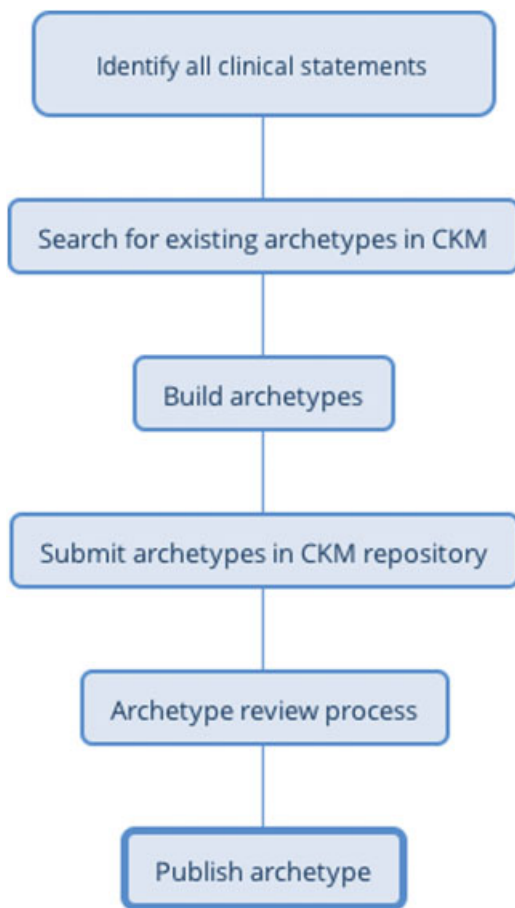 Identify all clinical statements
Search for existing archetypes in CKM
Build archetypes
Submit archetypes in CKM repository
Archetype review process
Publish archetype